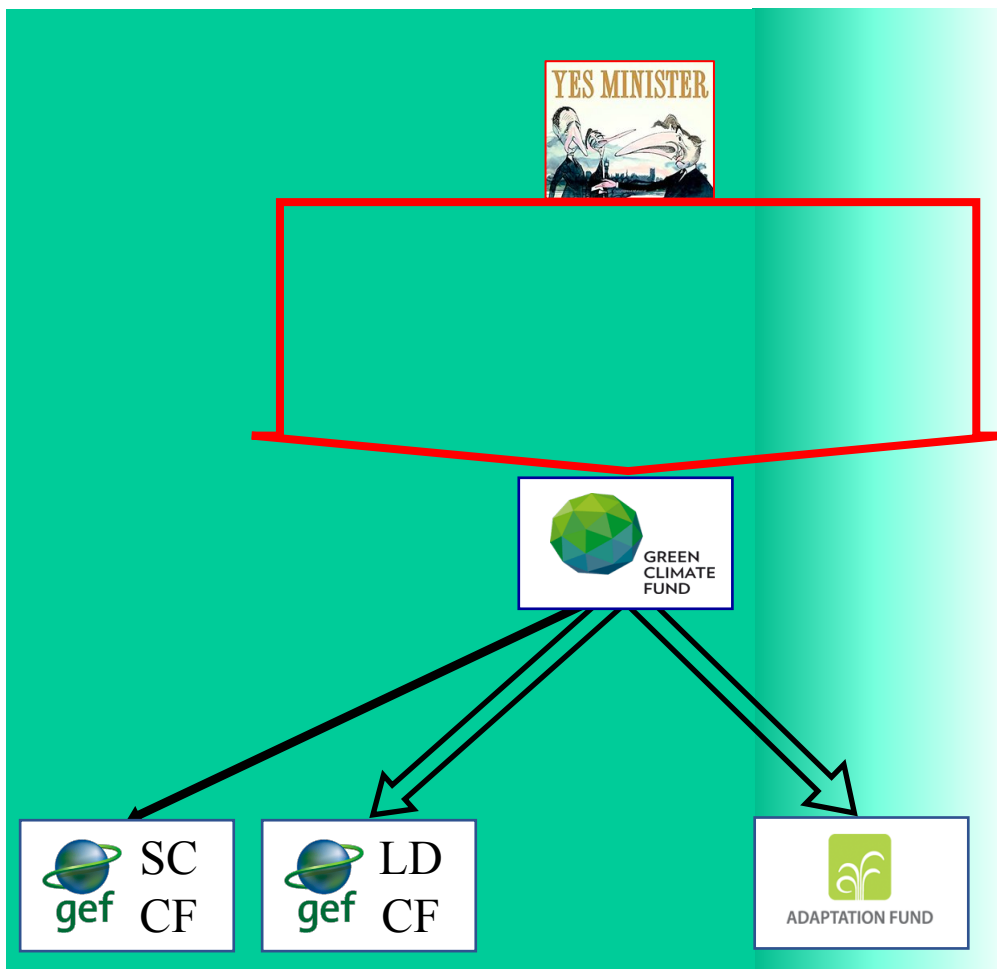 YES MINISTER
GREEN
CLIMATE
FUND
gef
SC
CF
gef
LD
CF
ADAPTATION FUND